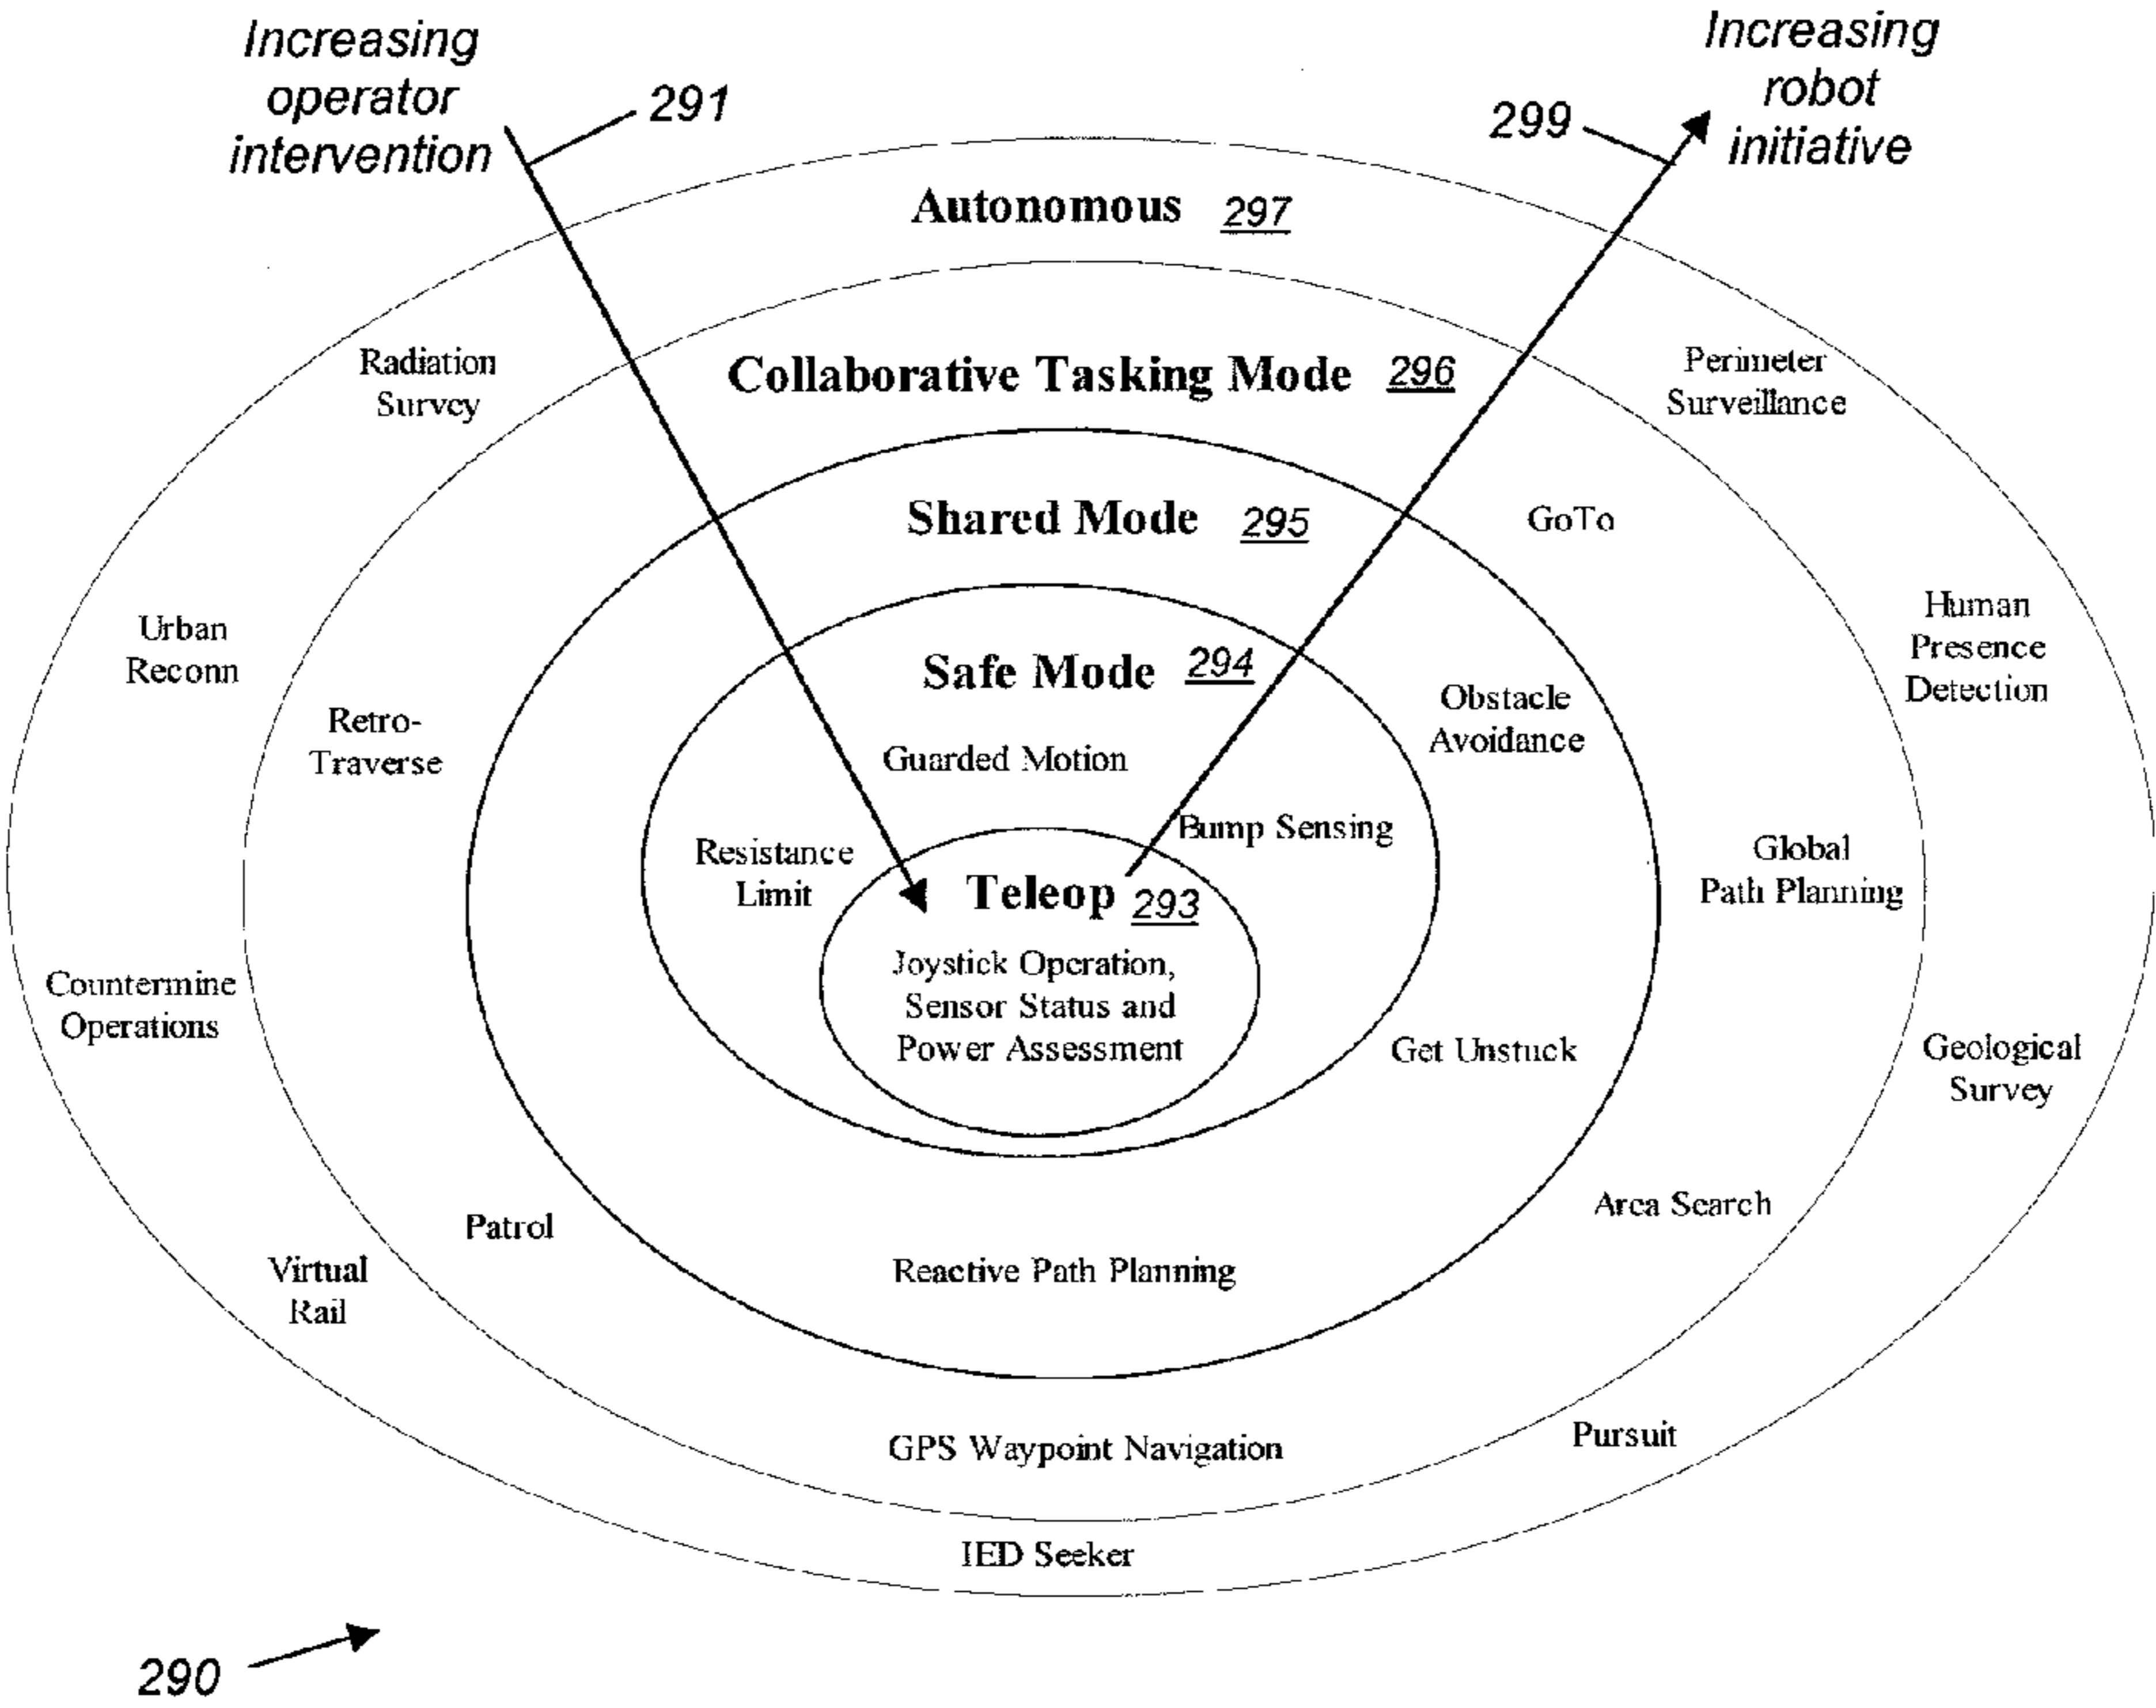 Increasing
operator
intervention
291
299
Increasing
robot
initiative
Autonomous 297
Radiation
Survey
Collaborative Tasking Mode 296
Perimeter
Surveillance
Shared Mode 295
GoTo
Urban
Reconn
Human
Presence
Detection
Safe Mode 294
Retro-
Traverse
Obstacle
Avoidance
Guarded Motion
Bump Sensing
Resistance
Limit
Global
Path Planning
Teleop 293
Joystick Operation,
Sensor Status and
Power Assessment
Countermine
Operations
Get Unstuck
Geological
Survey
Area Search
Patrol
Virtual
Rail
Reactive Path Planning
GPS Waypoint Navigation
Pursuit
IED Seeker
290